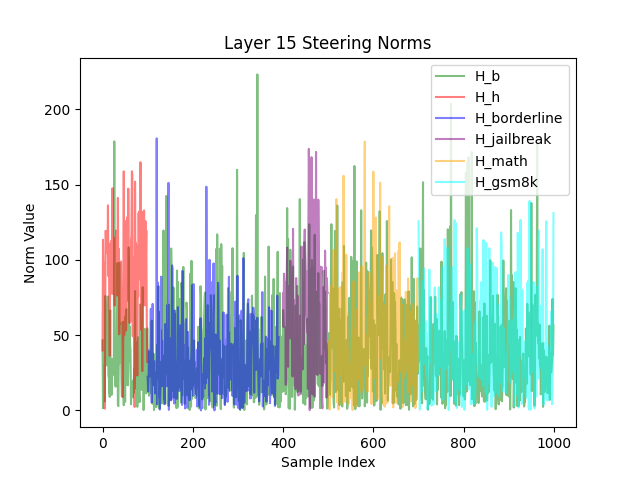 Layer 15 Steering Norms
H_b
H_h
H_borderline
H_jailbreak
H_math
H_gsm8k
Norm Value
200
150
100
50
0
0 200 400 600 800 1000
Sample Index